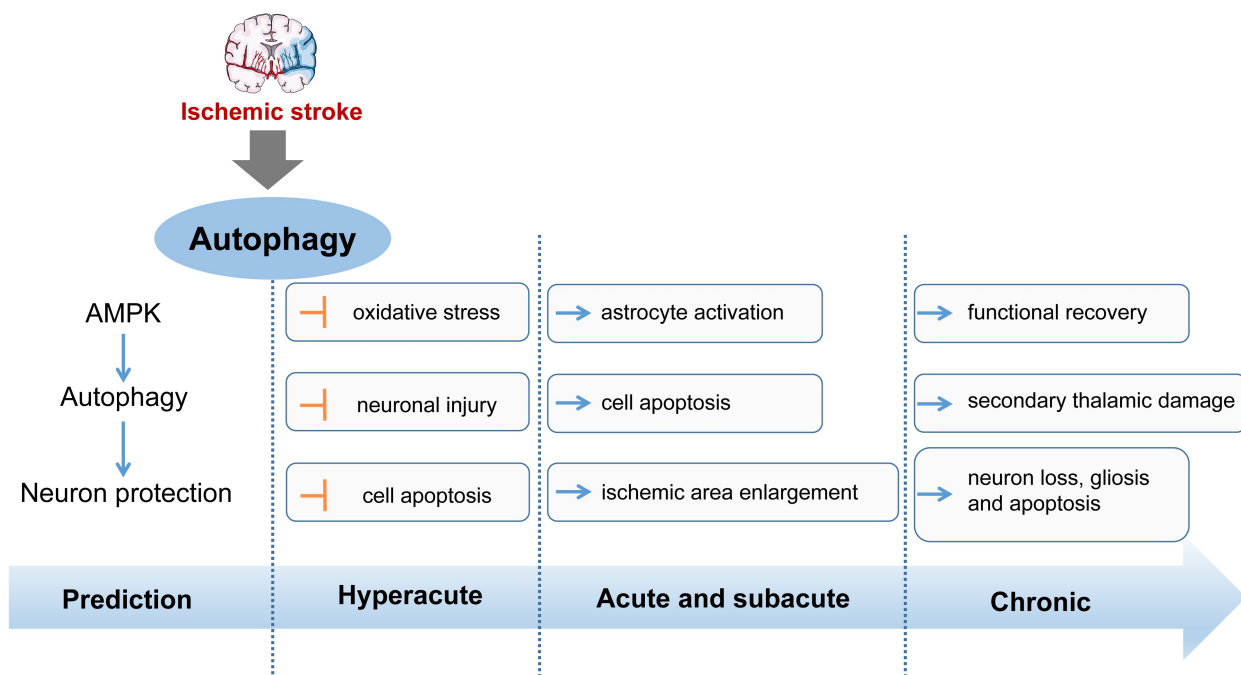 Ischemic stroke
Autophagy
AMPK
Autophagy
Neuron protection
oxidative stress
neuronal injury
cell apoptosis
astrocyte activation
cell apoptosis
ischemic area enlargement
functional recovery
secondary thalamic damage
neuron loss, gliosis
and apoptosis
Prediction
Hyperacute
Acute and subacute
Chronic